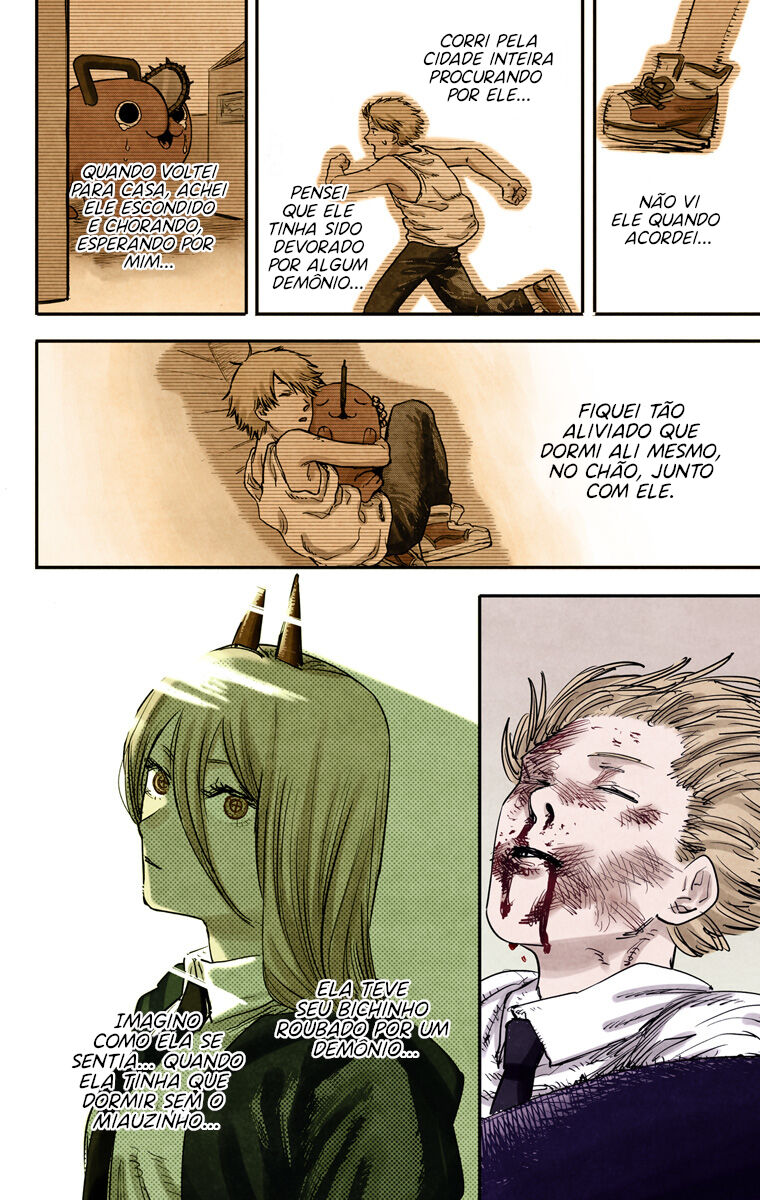 NÃO VI
ELE QUANDO
ACORDEI...
CORRI PELA
CIDADE INTEIRA
PROCURANDO
POR ELE...
PENSEI
QUE ELE
TINHA SIDO
DEVORADO
POR ALGUM
DEMÔNIO...
QUANDO VOLTEI
PARA CASA, ACHEI
ELE ESCONDIDO
E CHORANDO,
ESPERANDO POR
MIM...
FIQUEI TÃO
ALIVIADO QUE
DORMI ALI MESMO,
NO CHÃO, JUNTO
COM ELE.
ELA TEVE
SEU BICHINHO
ROUBADO POR UM
DEMÔNIO...
IMAGINO
COMO ELA SE
SENTIA... QUANDO
ELA TINHA QUE
DORMIR SEM O
MIAUZINHO...